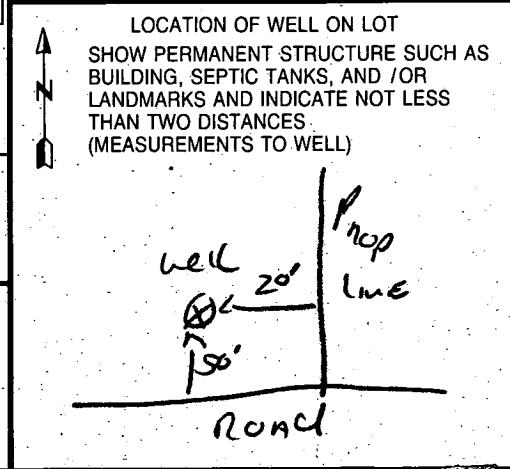 LOCATION OF WELL ON LOT
SHOW PERMANENT STRUCTURE SUCH AS
BUILDING, SEPTIC TANKS, AND / OR
LANDMARKS AND INDICATE NOT LESS
THAN TWO DISTANCES
(MEASUREMENTS TO WELL)
N
Prop
Line
well
20'
50'
ROAD